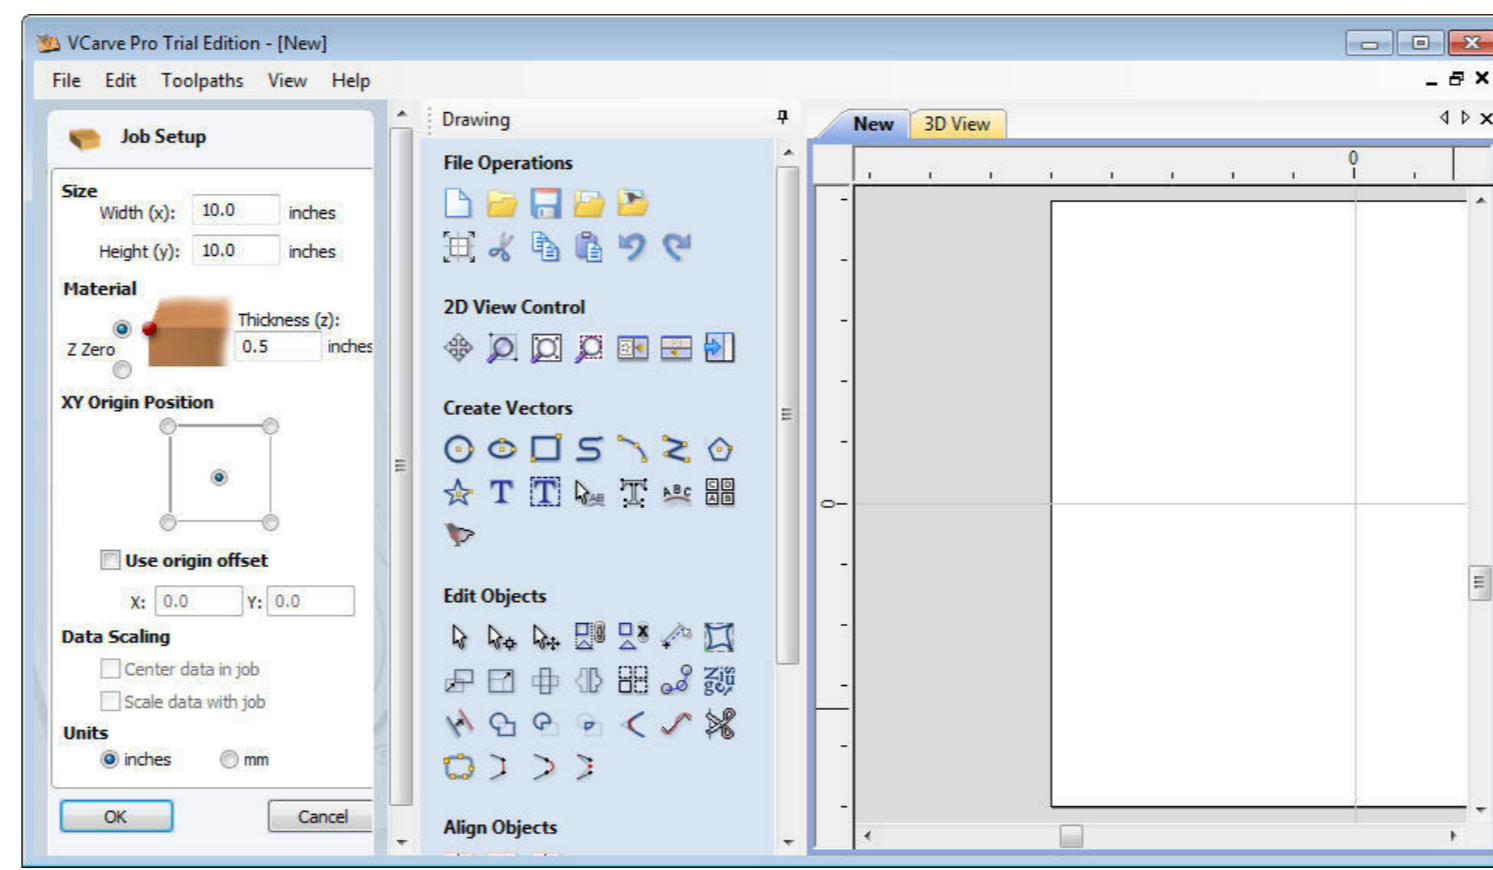 VCarve Pro Trial Edition - [New]
File Edit Toolpaths View Help
Job Setup
Size
Width (x): 10.0 inches
Height (y): 10.0 inches
Material
Thickness (z):
Z Zero 0.5 inches
XY Origin Position
Use origin offset
X: 0.0 Y: 0.0
Data Scaling
Center data in job
Scale data with job
Units
inches mm
OK Cancel
Drawing
File Operations
2D View Control
Create Vectors
Edit Objects
Align Objects
New 3D View
0
0